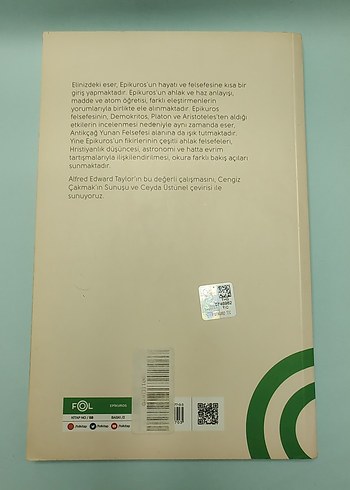 Elinizdeki eser, Epikuros'un hayatı ve felsefesine kısa bir
giriş yapmaktadır. Epikuros'un ahlak ve haz anlayışı,
madde ve atom öğretisi, farklı eleştirmenlerin
yorumlarıyla birlikte ele alınmaktadır. Epikuros
felsefesinin, Demokritos, Platon ve Aristoteles'ten aldığı
etkilerin incelenmesi nedeniyle aynı zamanda eser,
Antikçağ Yunan Felsefesi alanına da ışık tutmaktadır.
Yine Epikuros'un fikirlerinin çeşitli ahlak felsefeleri,
Hristiyanlık düşüncesi, astronomi ve hatta evrim
tartışmalarıyla ilişkilendirilmesi, okura farklı bakış açıları
sunmaktadır.
Alfred Edward Taylor'ın bu değerli çalışmasını, Cengiz
Çakmak'ın Sunuşu ve Ceyda Üstünel çevirisi ile
sunuyoruz.
FOL